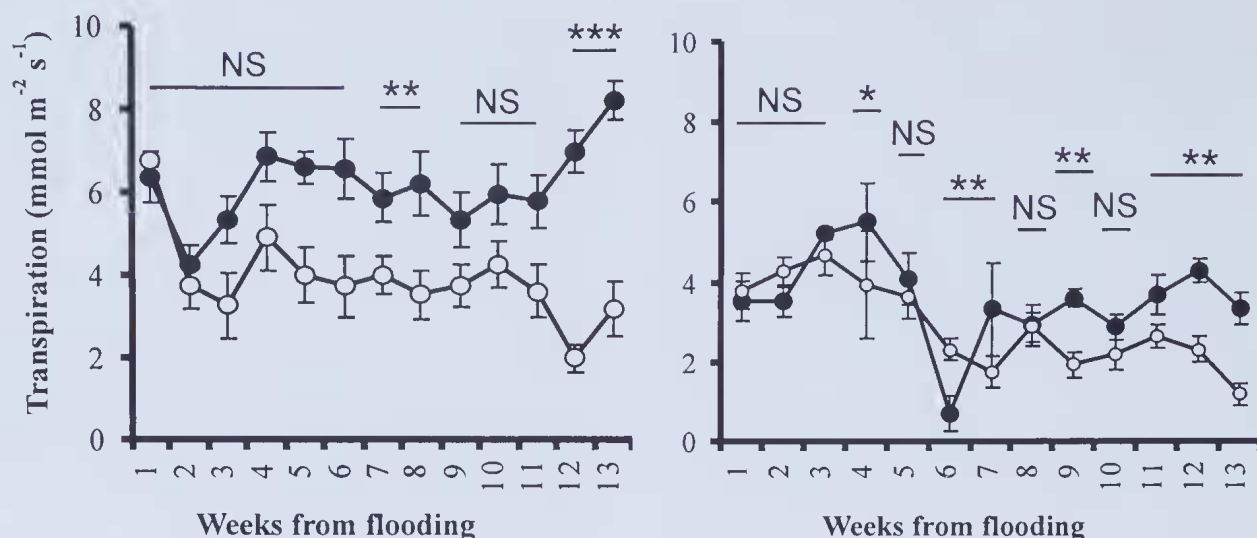 10
***
NS
**
NS
8
6
4
2
0
Transpiration (mmol m⁻² s⁻¹)
1 2 3 4 5 6 7 8 9 10 11 12 13
Weeks from flooding
10
NS
*
NS
**
NS
**
NS
**
8
6
4
2
0
1 2 3 4 5 6 7 8 9 10 11 12 13
Weeks from flooding